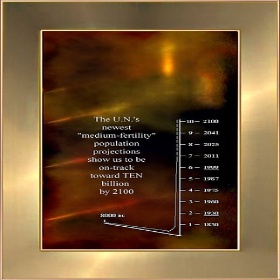 The U.N.'s
newest
"medium-fertility"
population
projections
show us to be
on-track
toward TEN
billion
by 2100
10 - 2100
9 - 2041
8 - 2025
7 - 2011
6 - 1999
5 - 1987
4 - 1975
3 - 1960
2 - 1930
1 - 1830
8000 BC